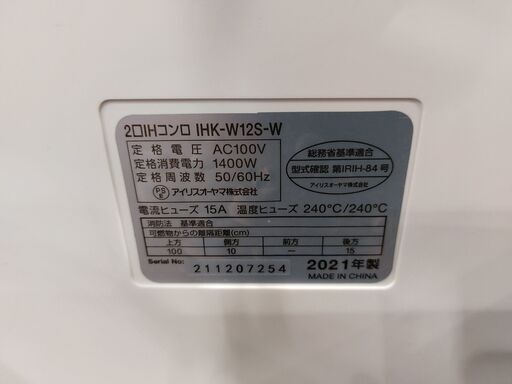 2口IHコンロ IHK-W12S-W
定格電圧 AC100V
定格消費電力 1400W
定格周波数 50/60Hz
PS
E
アイリスオーヤマ株式会社
総務省基準適合
型式確認 第IRIH-84号
アイリスオーヤマ株式会社
電流ヒューズ 15A 温度ヒューズ 240℃/240℃
消防法 基準適合
可燃物からの離隔距離(cm)
上方 側方 前方 後方
100 10 — 15
Serial No: 211207254
2021年製
MADE IN CHINA